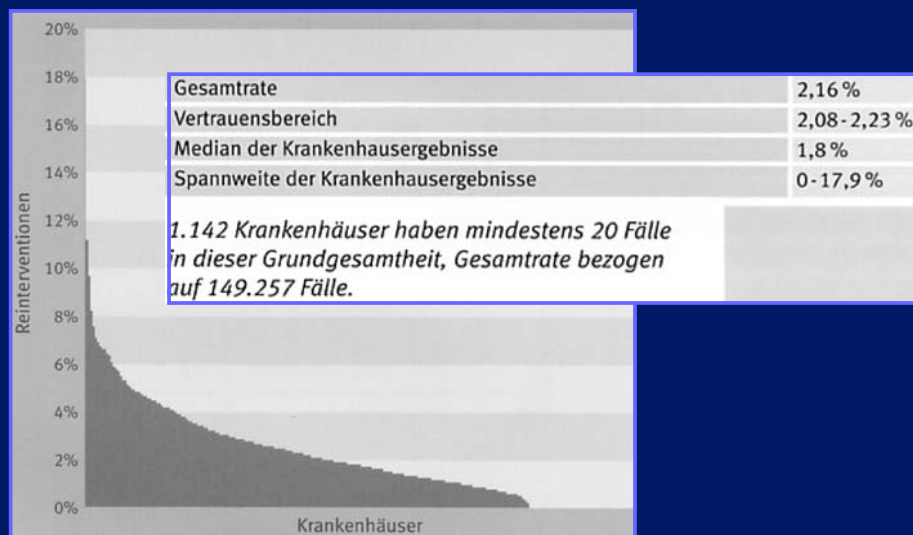 20%
18%
16%
14%
12%
10%
8%
6%
4%
2%
0%
Reinterventionen
Krankenhäuser
Gesamtrate 2,16 %
Vertrauensbereich 2,08 - 2,23 %
Median der Krankenhausergebnisse 1,8 %
Spannweite der Krankenhausergebnisse 0 - 17,9 %
1.142 Krankenhäuser haben mindestens 20 Fälle
in dieser Grundgesamtheit, Gesamtrate bezogen
auf 149.257 Fälle.